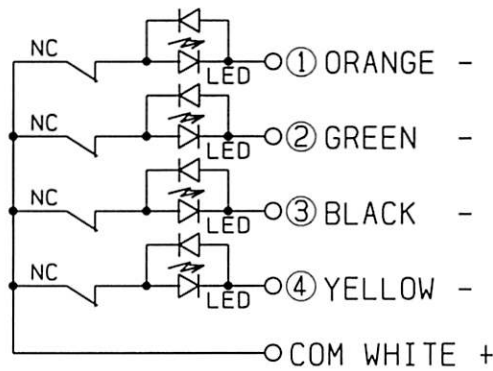 NC
LED ① ORANGE -
NC
LED ② GREEN -
NC
LED ③ BLACK -
NC
LED ④ YELLOW -
COM WHITE +